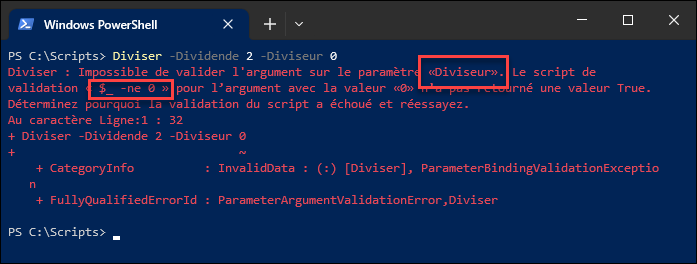 Windows PowerShell
PS C:\Scripts> Diviser -Dividende 2 -Diviseur 0
Diviser : Impossible de valider l'argument sur le paramètre «Diviseur». Le script de
validation « $_ -ne 0 » pour l’argument avec la valeur «0» n'a pas retourné une valeur True.
Déterminez pourquoi la validation du script a échoué et réessayez.
Au caractère Ligne:1 : 32
+ Diviser -Dividende 2 -Diviseur 0
+                                ~
    + CategoryInfo          : InvalidData : (:) [Diviser], ParameterBindingValidationExceptio
   n
    + FullyQualifiedErrorId : ParameterArgumentValidationError,Diviser
PS C:\Scripts>